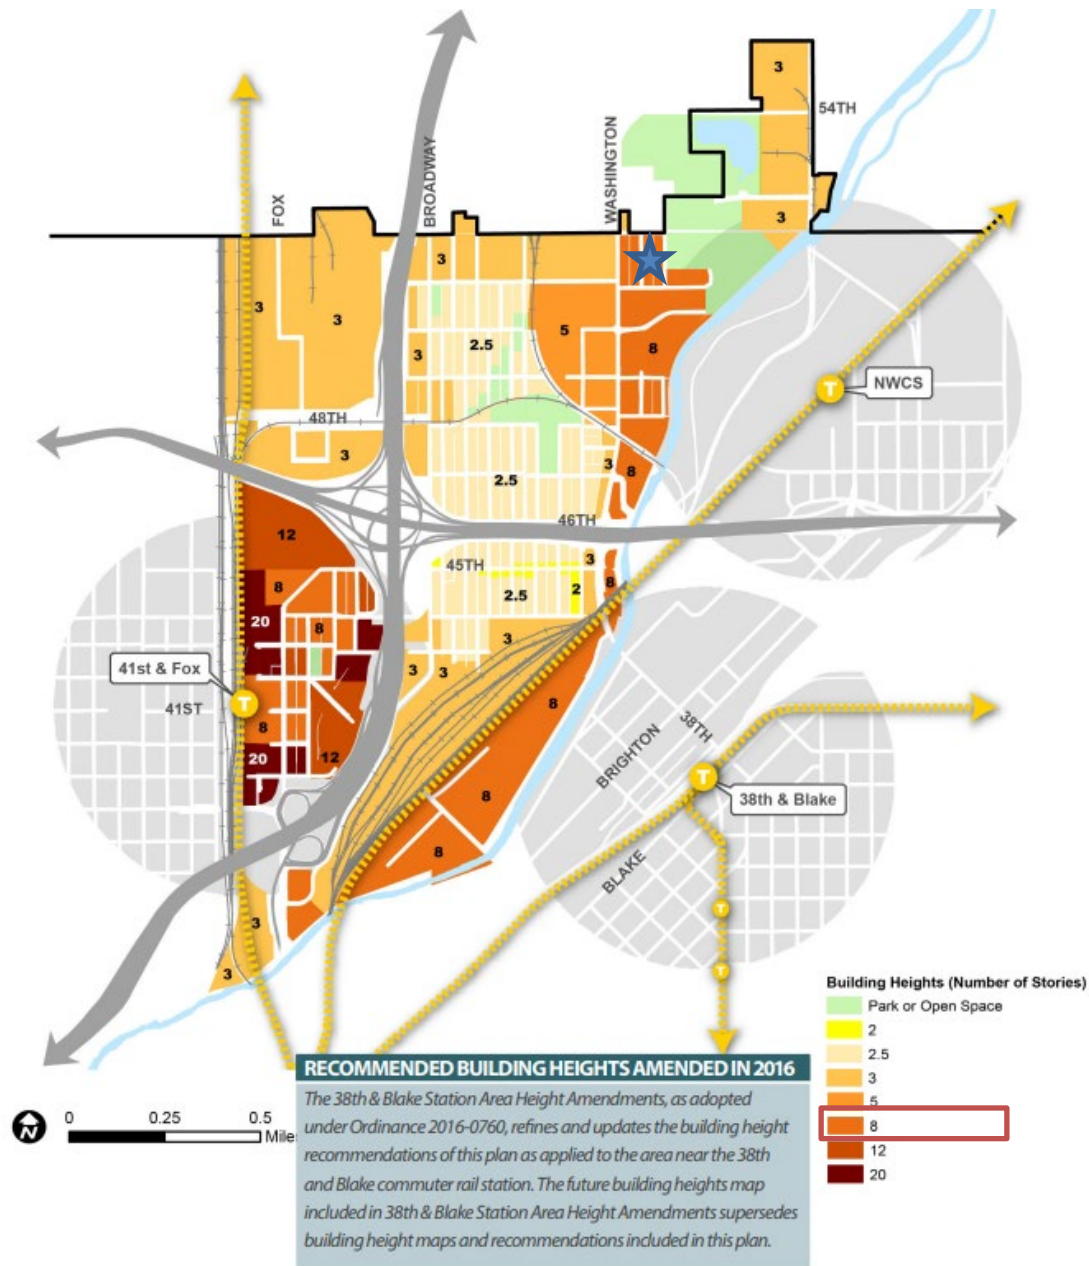 3
54TH
WASHINGTON
BROADWAY
FOX
3
3
3
3
3
5
2.5
3
8
NWCS
48TH
3
2.5
3
8
46TH
12
45TH
3
8
8
2.5
2
20
8
3
41st & Fox
3
3
41ST
8
8
38TH
BRIGHTON
20
12
38th & Blake
8
8
BLAKE
3
3
Building Heights (Number of Stories)
Park or Open Space
2
2.5
3
5
8
12
20
RECOMMENDED BUILDING HEIGHTS AMENDED IN 2016
The 38th & Blake Station Area Height Amendments, as adopted
under Ordinance 2016-0760, refines and updates the building height
recommendations of this plan as applied to the area near the 38th
and Blake commuter rail station. The future building heights map
included in 38th & Blake Station Area Height Amendments supersedes
building height maps and recommendations included in this plan.
N
0 0.25 0.5
Miles
T
T
T
T
T